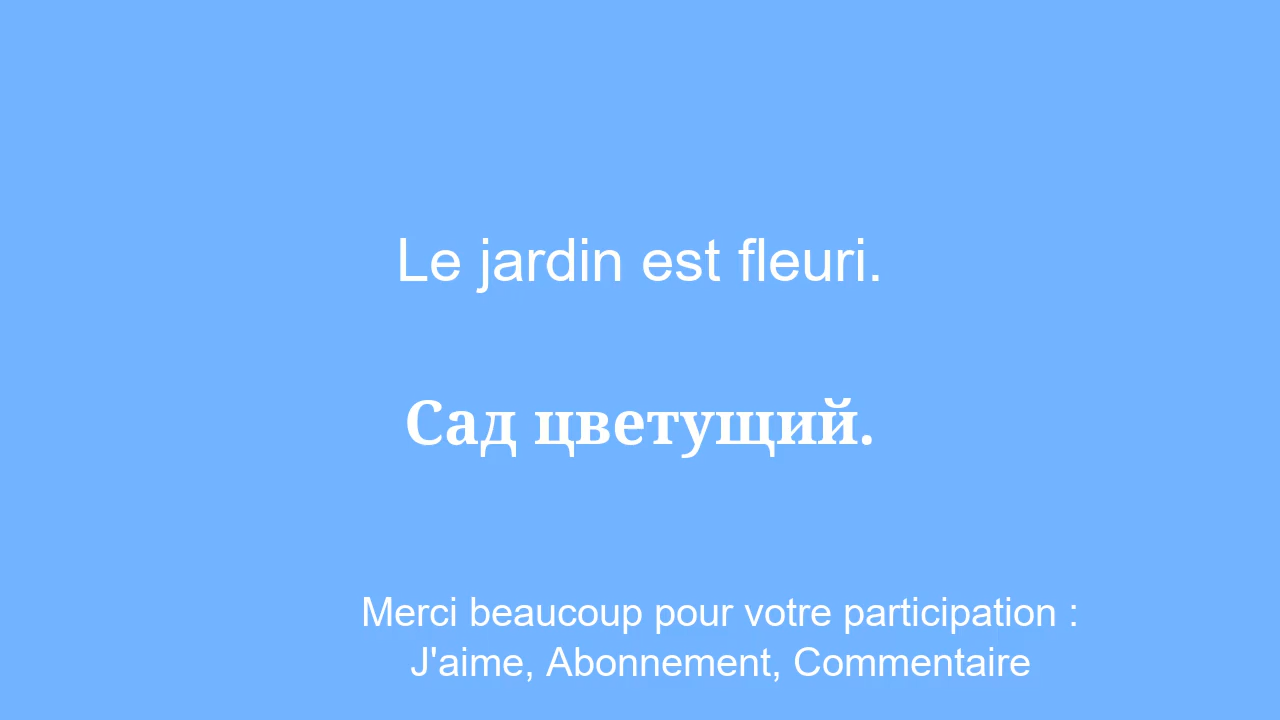 Le jardin est fleuri.
Сад цветущий.
Merci beaucoup pour votre participation :
J'aime, Abonnement, Commentaire